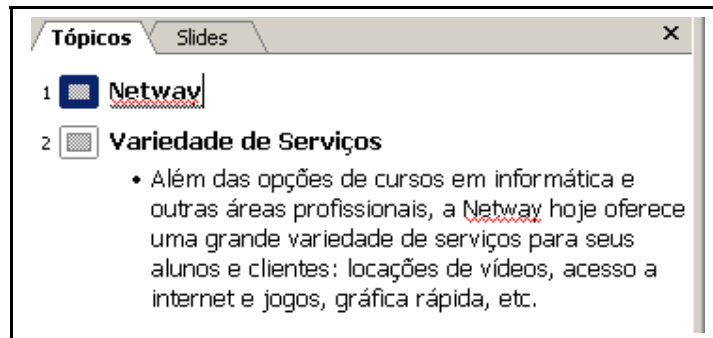 Tópicos Slides
1 Netway
2 Variedade de Serviços
• Além das opções de cursos em informática e
outras áreas profissionais, a Netway hoje oferece
uma grande variedade de serviços para seus
alunos e clientes: locações de vídeos, acesso a
internet e jogos, gráfica rápida, etc.